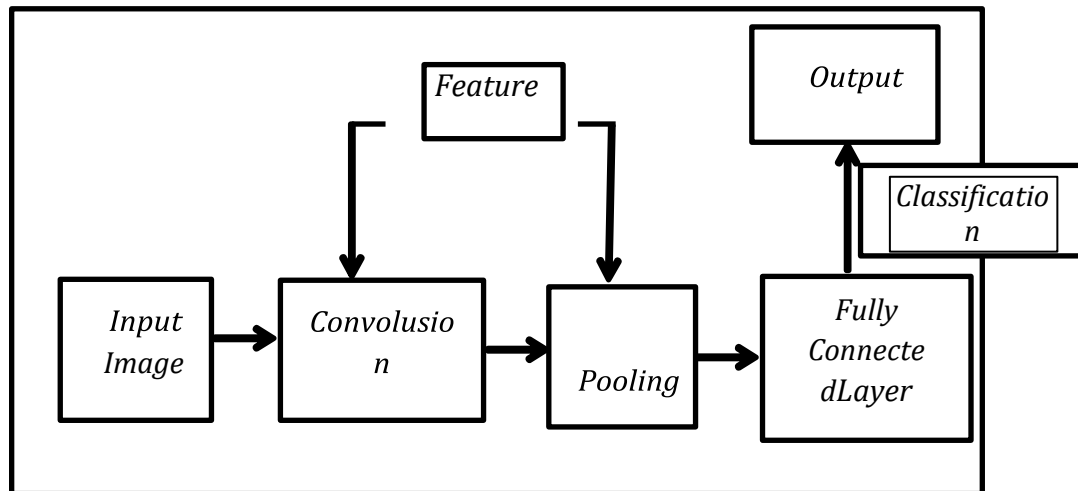 Feature
Output
Classificatio
n
Input
Image
Convolusio
n
Pooling
Fully
Connecte
dLayer